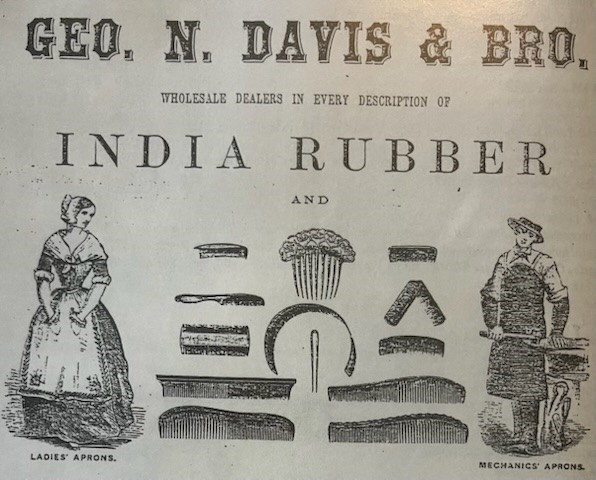 GEO. N. DAVIS & BRO.
WHOLESALE DEALERS IN EVERY DESCRIPTION OF
INDIA RUBBER
AND
LADIES' APRONS.
MECHANICS' APRONS.